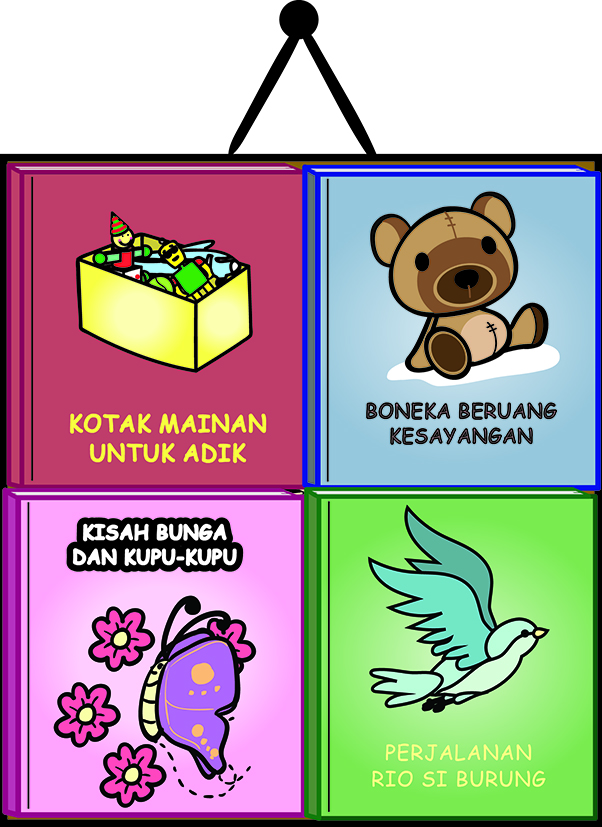 KOTAK MAINAN
UNTUK ADIK
BONEKA BERUANG
KESAYANGAN
KISAH BUNGA
DAN KUPU-KUPU
PERJALANAN
RIO SI BURUNG